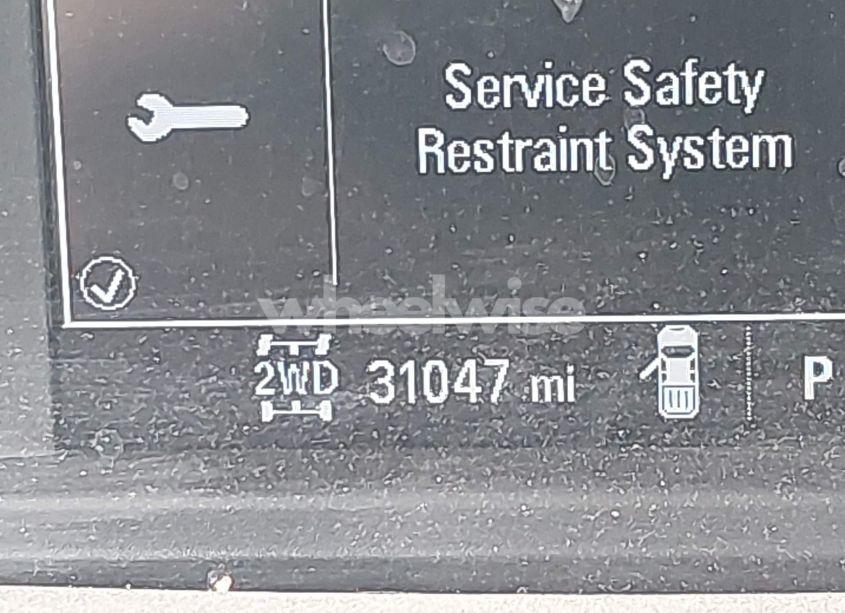 Service Safety
Restraint System
wheelwise
2WD 31047 mi P